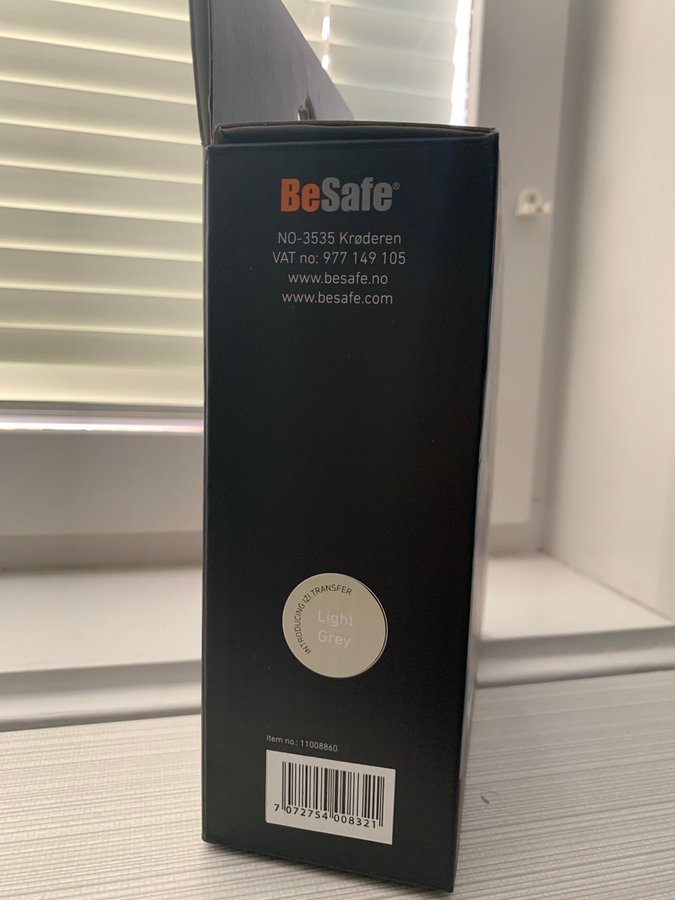 BeSafe®
NO-3535 Krøderen
VAT no: 977 149 105
www.besafe.no
www.besafe.com
INTRODUCING IZI TRANSFER
Light
Grey
Item no.: 11008860
7 072754 008321